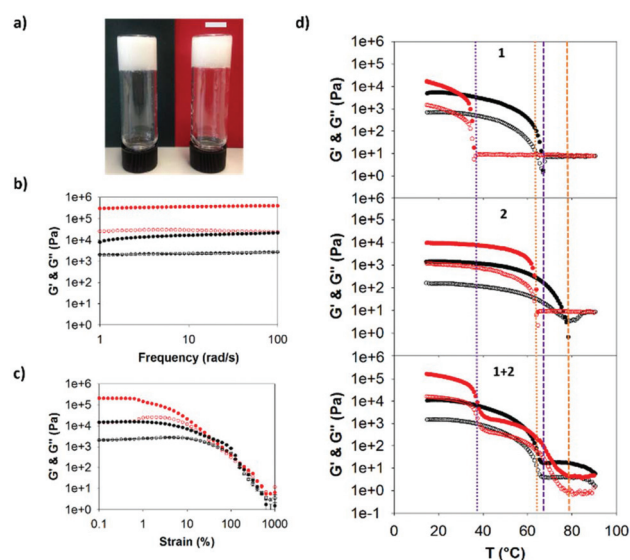 a)
b)
1e+6
1e+5
1e+4
1e+3
1e+2
1e+1
1e+0
G' & G'' (Pa)
1
10
100
Frequency (rad/s)
c)
1e+6
1e+5
1e+4
1e+3
1e+2
1e+1
1e+0
G' & G'' (Pa)
0.1
1
10
100
1000
Strain (%)
d)
1
1e+6
1e+5
1e+4
1e+3
1e+2
1e+1
1e+0
G' & G'' (Pa)
2
1e+6
1e+5
1e+4
1e+3
1e+2
1e+1
1e+0
G' & G'' (Pa)
1+2
1e+6
1e+5
1e+4
1e+3
1e+2
1e+1
1e+0
1e-1
G' & G'' (Pa)
0
20
40
60
80
100
T (°C)